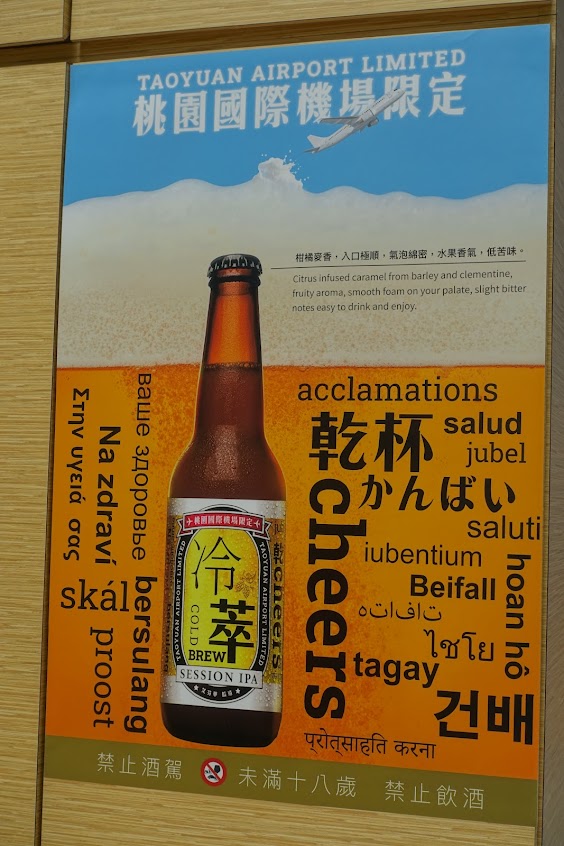 TAOYUAN AIRPORT LIMITED
桃園國際機場限定
柑橘麥香，入口極順，氣泡綿密，水果香氣，低苦味。
Citrus infused caramel from barley and clementine,
fruity aroma, smooth foam on your palate, slight bitter
notes easy to drink and enjoy.
Στην υγειά σας
Na zdraví
ваше здоровье
skál
proost
bersulang
acclamations
乾杯
salud
jubel
かんぱい
cheers
saluti
iubentium
Beifall
hoan hô
ةتافاته
ไชโย
tagay
건배
प्रोत्साहति करना
桃園國際機場限定
TAOYUAN AIRPORT LIMITED
冷萃
COLD
BREW
TAOYUAN AIRPORT LIMITED
SESSION IPA
cheers
禁止酒駕
未滿十八歲
禁止飲酒